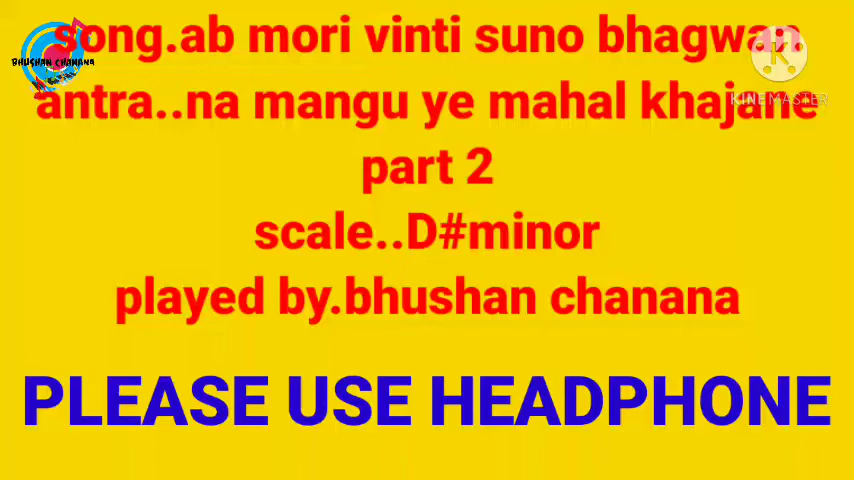 song.ab mori vinti suno bhagwan
BHUSHAN CHANANA
antra..na mangu ye mahal khajane
KINEMASTER
part 2
scale..D#minor
played by.bhushan chanana
PLEASE USE HEADPHONE